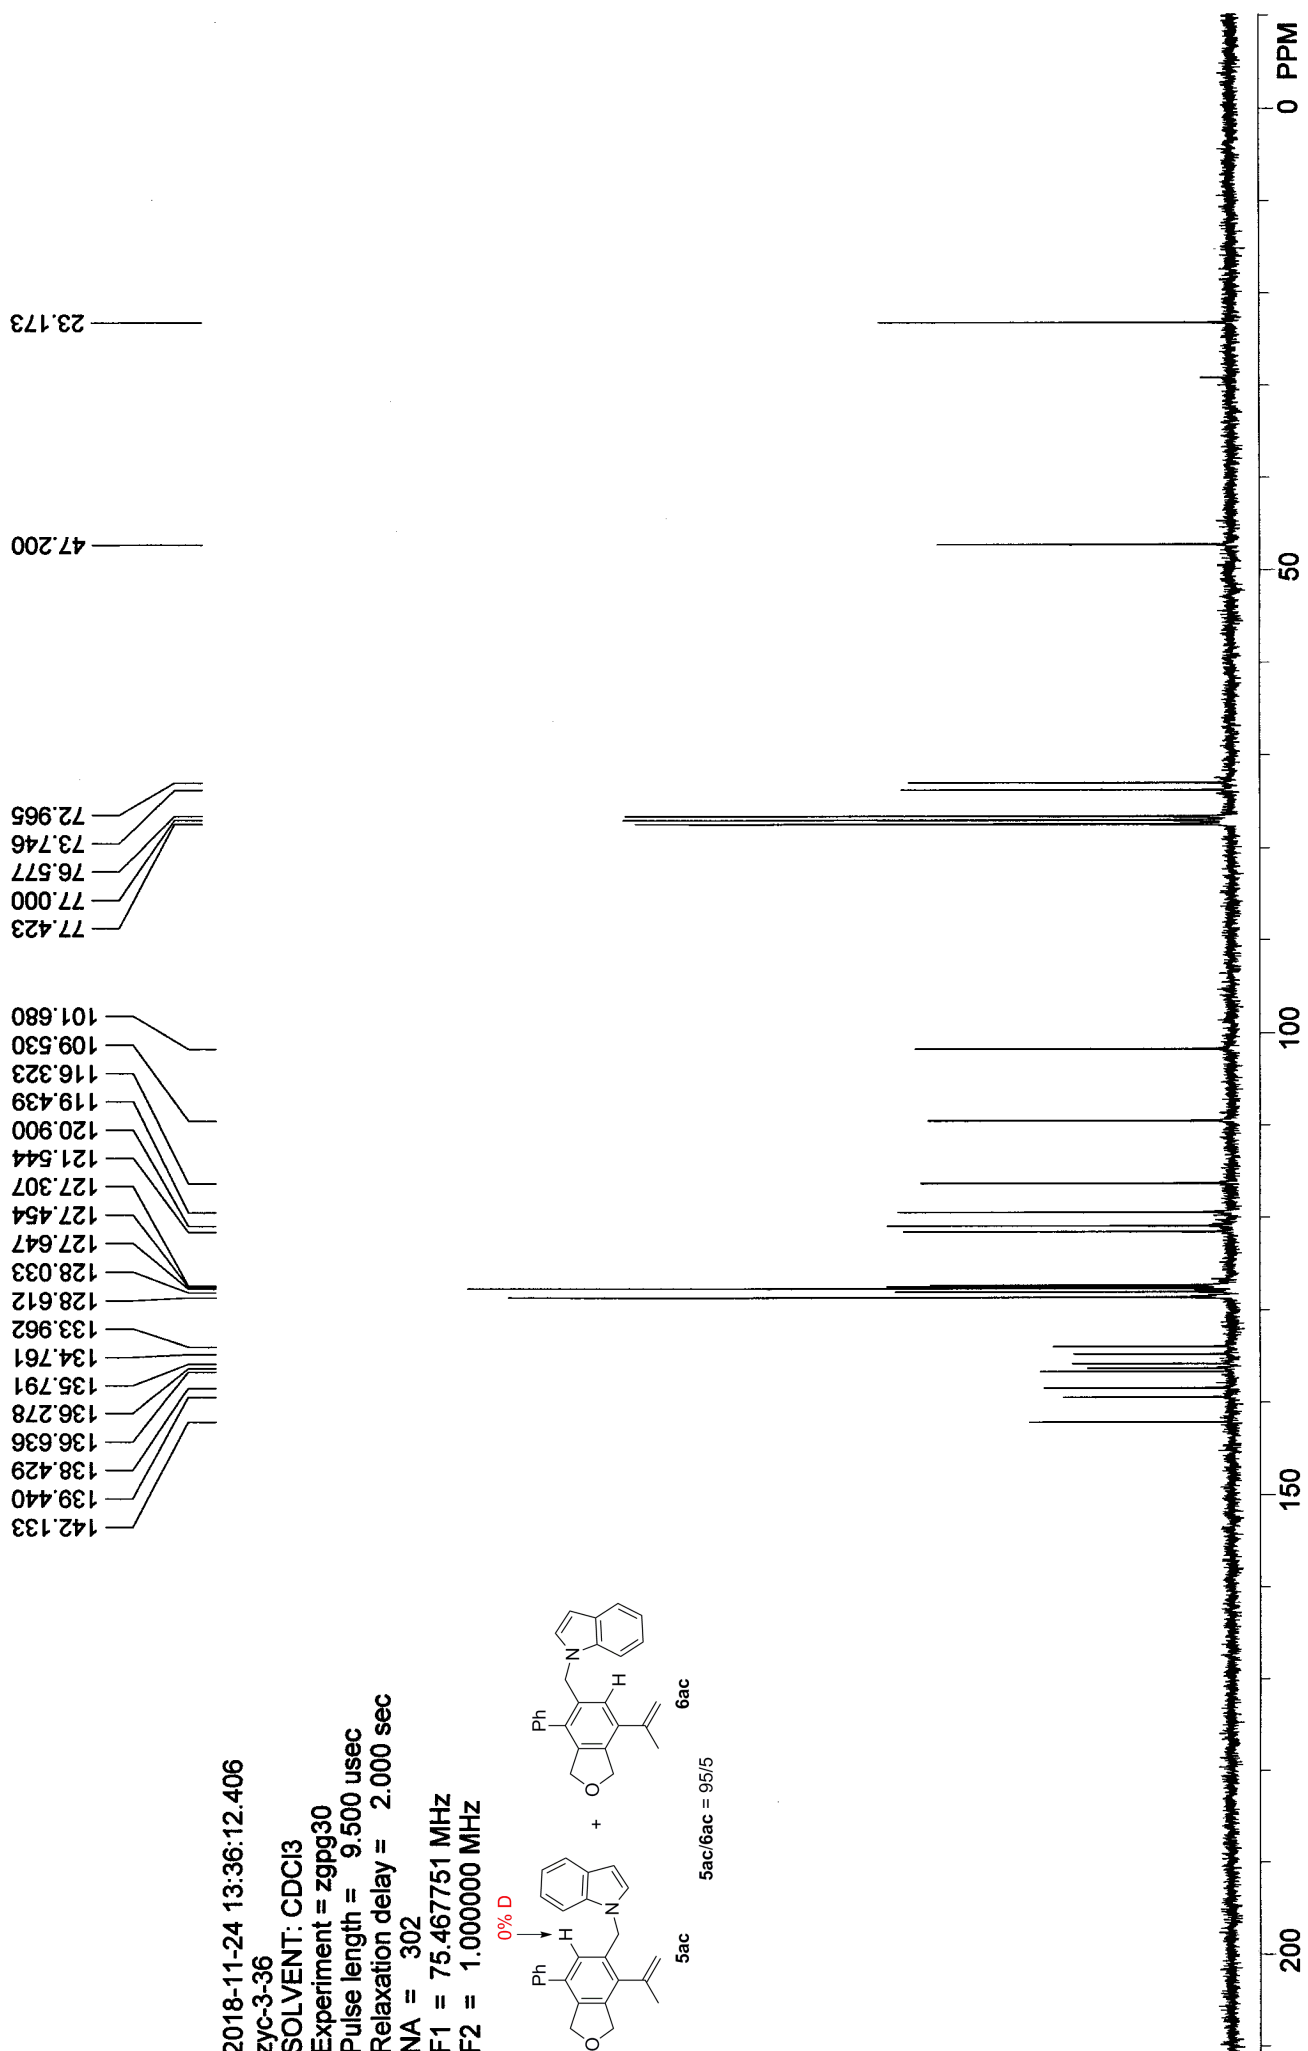 2018-11-24 13:36:12.406
zyc-3-36
SOLVENT: CDCl3
Experiment = zgpg30
Pulse length = 9.500 usec
Relaxation delay = 2.000 sec
NA = 302
F1 = 75.467751 MHz
F2 = 1.000000 MHz
0% D
Ph
H
N
O
5ac
+
Ph
N
H
O
6ac
5ac/6ac = 95/5
142.133
139.440
138.429
136.636
136.278
135.791
134.761
133.962
128.612
128.033
127.647
127.454
127.307
121.544
120.900
119.439
116.323
109.530
101.680
77.423
77.000
76.577
73.746
72.965
47.200
23.173
200
150
100
50
0 PPM